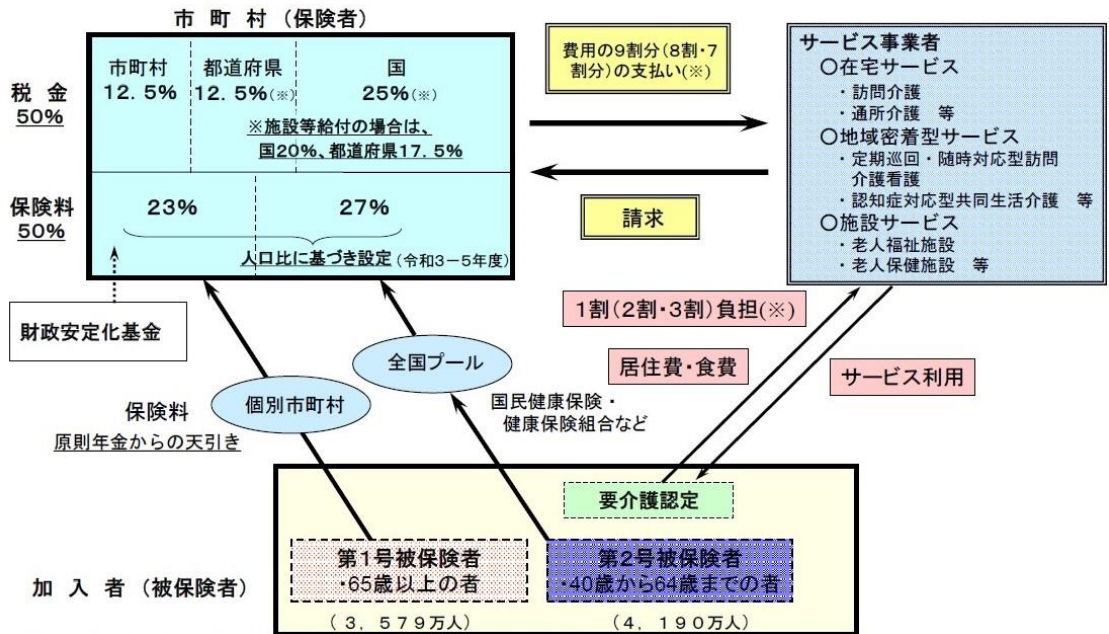 市 町 村（保険者）
税 金
50%
市町村
12．5%
都道府県
12．5%(※)
国
25%(※)
※施設等給付の場合は、
国20%、都道府県17．5%
保険料
50%
23%
27%
人口比に基づき設定（令和3－5年度）
財政安定化基金
費用の9割分（8割・7
割分）の支払い(※)
請求
サービス事業者
○在宅サービス
・訪問介護
・通所介護　等
○地域密着型サービス
・定期巡回・随時対応型訪問
介護看護
・認知症対応型共同生活介護　等
○施設サービス
・老人福祉施設
・老人保健施設　等
1割（2割・3割）負担(※)
居住費・食費
サービス利用
全国プール
個別市町村
保険料
原則年金からの天引き
国民健康保険・
健康保険組合など
要介護認定
加 入 者（被保険者）
第1号被保険者
・65歳以上の者
（3，579万人）
第2号被保険者
・40歳から64歳までの者
（4，190万人）